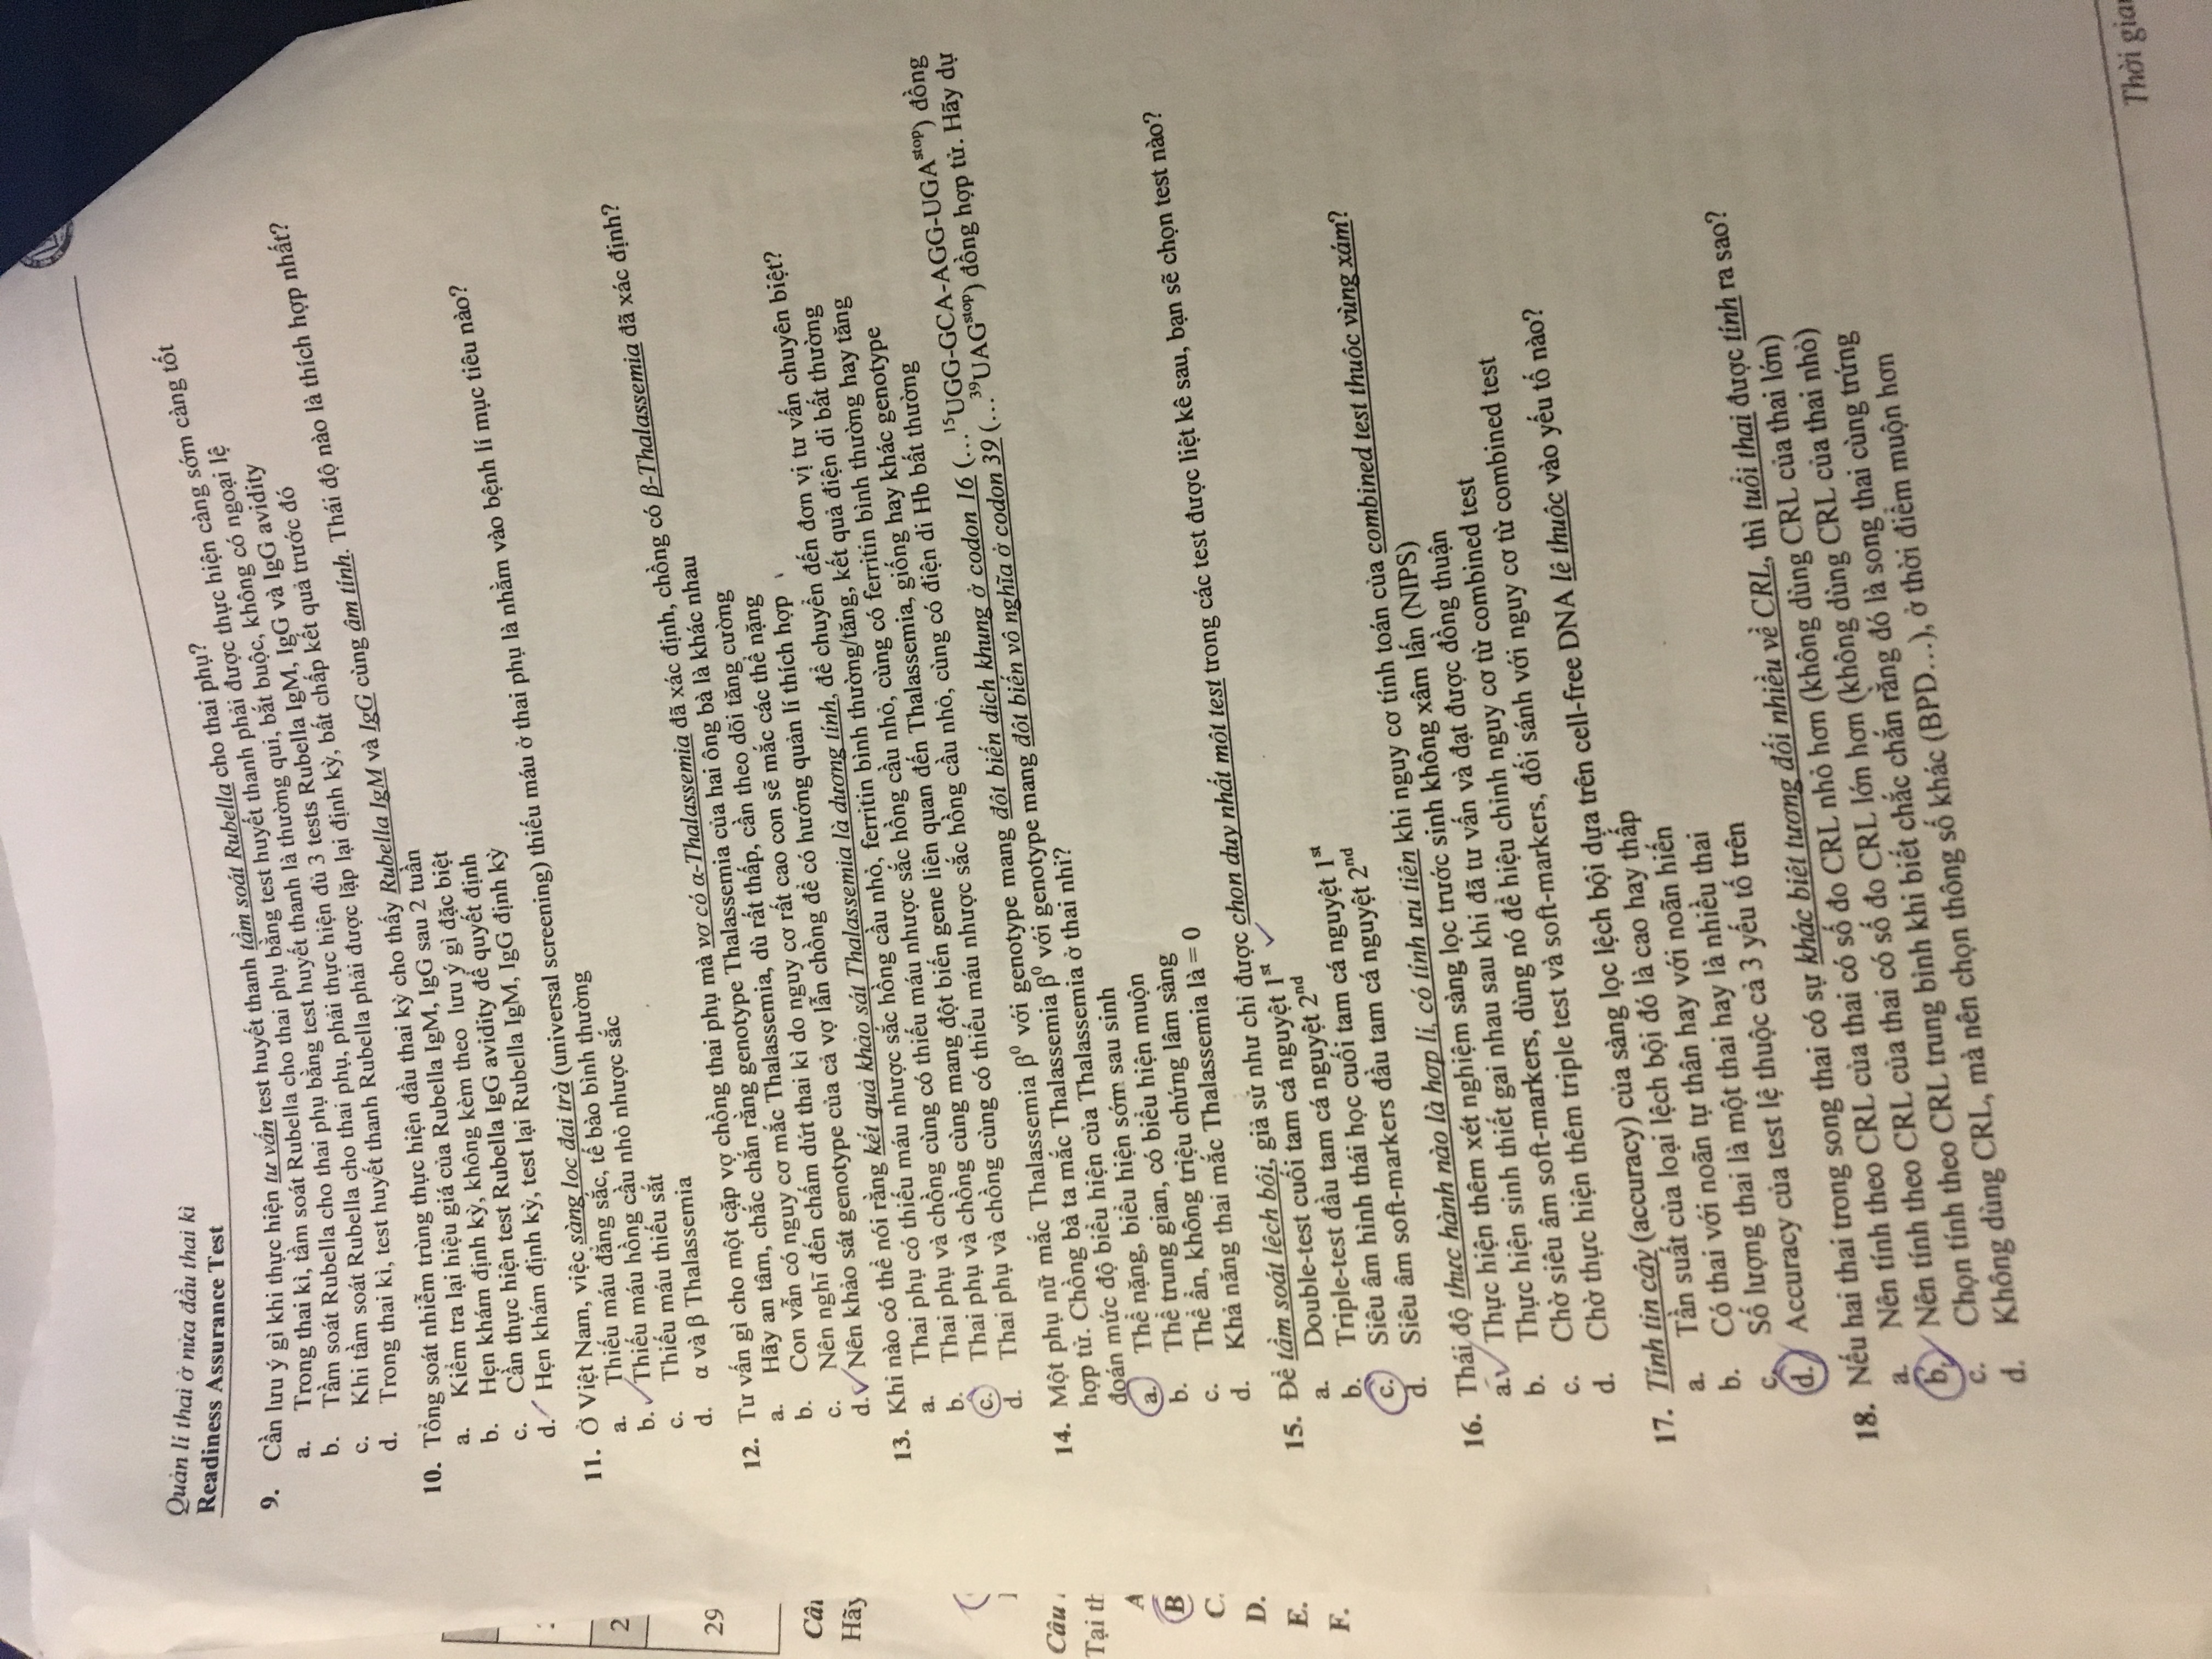 Quản lí thai ở nửa đầu thai kì
Readiness Assurance Test
9. Cần lưu ý gì khi thực hiện tư vấn test huyết thanh tầm soát Rubella cho thai phụ?
a. Trong thai kì, tầm soát Rubella cho thai phụ bằng test huyết thanh phải được thực hiện càng sớm càng tốt
b. Tầm soát Rubella cho thai phụ bằng test huyết thanh là thường qui, bắt buộc, không có ngoại lệ
c. Khi tầm soát Rubella cho thai phụ, phải thực hiện đủ 3 tests Rubella IgM, IgG và IgG avidity
d. Trong thai kì, test huyết thanh Rubella phải được lặp lại định kỳ, bất chấp kết quả trước đó
10. Tổng soát nhiễm trùng thực hiện đầu thai kỳ cho thấy Rubella IgM và IgG cùng âm tính. Thái độ nào là thích hợp nhất?
a. Kiểm tra lại hiệu giá của Rubella IgM, IgG sau 2 tuần
b. Hẹn khám định kỳ, không kèm theo lưu ý gì đặc biệt
c. Cần thực hiện test Rubella IgG avidity để quyết định
d. Hẹn khám định kỳ, test lại Rubella IgM, IgG định kỳ
11. Ở Việt Nam, việc sàng lọc đại trà (universal screening) thiếu máu ở thai phụ là nhằm vào bệnh lí mục tiêu nào?
a. Thiếu máu đẳng sắc, tế bào bình thường
b. Thiếu máu hồng cầu nhỏ nhược sắc
c. Thiếu máu thiếu sắt
d. α và β Thalassemia
12. Tư vấn gì cho một cặp vợ chồng thai phụ mà vợ có α-Thalassemia đã xác định, chồng có β-Thalassemia đã xác định?
a. Hãy an tâm, chắc chắn rằng genotype Thalassemia của hai ông bà là khác nhau
b. Con vẫn có nguy cơ mắc Thalassemia, dù rất thấp, cần theo dõi tăng cường
c. Nên nghĩ đến chấm dứt thai kì do nguy cơ rất cao con sẽ mắc các thể nặng
d. Nên khảo sát genotype của cả vợ lẫn chồng để có hướng quản lí thích hợp
13. Khi nào có thể nói rằng kết quả khảo sát Thalassemia là dương tính, để chuyển đến đơn vị tư vấn chuyên biệt?
a. Thai phụ có thiếu máu nhược sắc hồng cầu nhỏ, ferritin bình thường/tăng, kết quả điện di bất thường
b. Thai phụ và chồng cùng có thiếu máu nhược sắc hồng cầu nhỏ, cùng có ferritin bình thường hay tăng
c. Thai phụ và chồng cùng mang đột biến gene liên quan đến Thalassemia, giống hay khác genotype
d. Thai phụ và chồng cùng có thiếu máu nhược sắc hồng cầu nhỏ, cùng có điện di Hb bất thường
14. Một phụ nữ mắc Thalassemia β⁰ với genotype mang đột biến dịch khung ở codon 16 (…¹⁵UGG-GCA-AGG-UGAˢᵗᵒᵖ) đồng
hợp tử. Chồng bà ta mắc Thalassemia β⁰ với genotype mang đột biến vô nghĩa ở codon 39 (…³⁹UAGˢᵗᵒᵖ) đồng hợp tử. Hãy dự
đoán mức độ biểu hiện của Thalassemia ở thai nhi?
a. Thể nặng, biểu hiện sớm sau sinh
b. Thể trung gian, có biểu hiện muộn
c. Thể ẩn, không triệu chứng lâm sàng
d. Khả năng thai mắc Thalassemia là = 0
15. Để tầm soát lệch bội, giả sử như chỉ được chọn duy nhất một test trong các test được liệt kê sau, bạn sẽ chọn test nào?
a. Double-test cuối tam cá nguyệt 1ˢᵗ
b. Triple-test đầu tam cá nguyệt 2ⁿᵈ
c. Siêu âm hình thái học cuối tam cá nguyệt 1ˢᵗ
d. Siêu âm soft-markers đầu tam cá nguyệt 2ⁿᵈ
16. Thái độ thực hành nào là hợp lí, có tính ưu tiên khi nguy cơ tính toán của combined test thuộc vùng xám?
a. Thực hiện thêm xét nghiệm sàng lọc trước sinh không xâm lấn (NIPS)
b. Thực hiện sinh thiết gai nhau sau khi đã tư vấn và đạt được đồng thuận
c. Chờ siêu âm soft-markers, dùng nó để hiệu chỉnh nguy cơ từ combined test
d. Chờ thực hiện thêm triple test và soft-markers, đối sánh với nguy cơ từ combined test
17. Tính tin cậy (accuracy) của sàng lọc lệch bội dựa trên cell-free DNA lệ thuộc vào yếu tố nào?
a. Tần suất của loại lệch bội đó là cao hay thấp
b. Có thai với noãn tự thân hay với noãn hiến
c. Số lượng thai là một thai hay là nhiều thai
d. Accuracy của test lệ thuộc cả 3 yếu tố trên
18. Nếu hai thai trong song thai có sự khác biệt tương đối nhiều về CRL, thì tuổi thai được tính ra sao?
a. Nên tính theo CRL của thai có số đo CRL nhỏ hơn (không dùng CRL của thai lớn)
b. Nên tính theo CRL của thai có số đo CRL lớn hơn (không dùng CRL của thai nhỏ)
c. Chọn tính theo CRL trung bình khi biết chắc chắn rằng đó là song thai cùng trứng
d. Không dùng CRL, mà nên chọn thông số khác (BPD…), ở thời điểm muộn hơn
Thời
2
29
Hãy
Câu
Tại
A
B
C.
D.
E.
F.